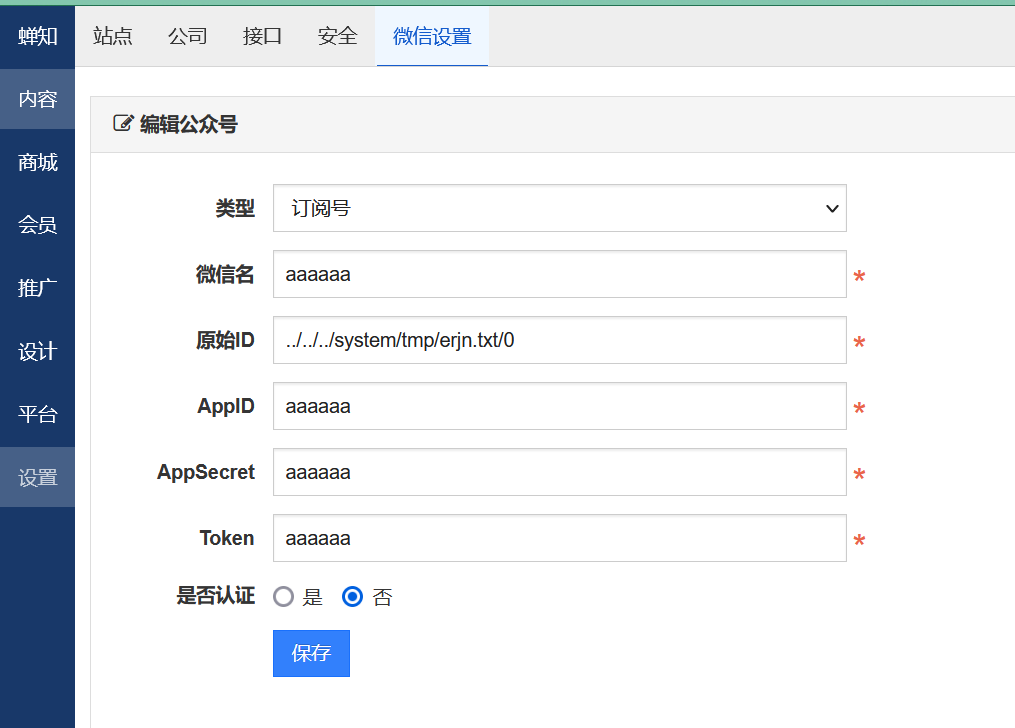 蝉知
站点 公司 接口 安全 微信设置
内容
商城
会员
推广
设计
平台
设置
编辑公众号
类型 订阅号
微信名 aaaaaa *
原始ID ../../../system/tmp/erjn.txt/0 *
AppID aaaaaa *
AppSecret aaaaaa *
Token aaaaaa *
是否认证 是 否
保存